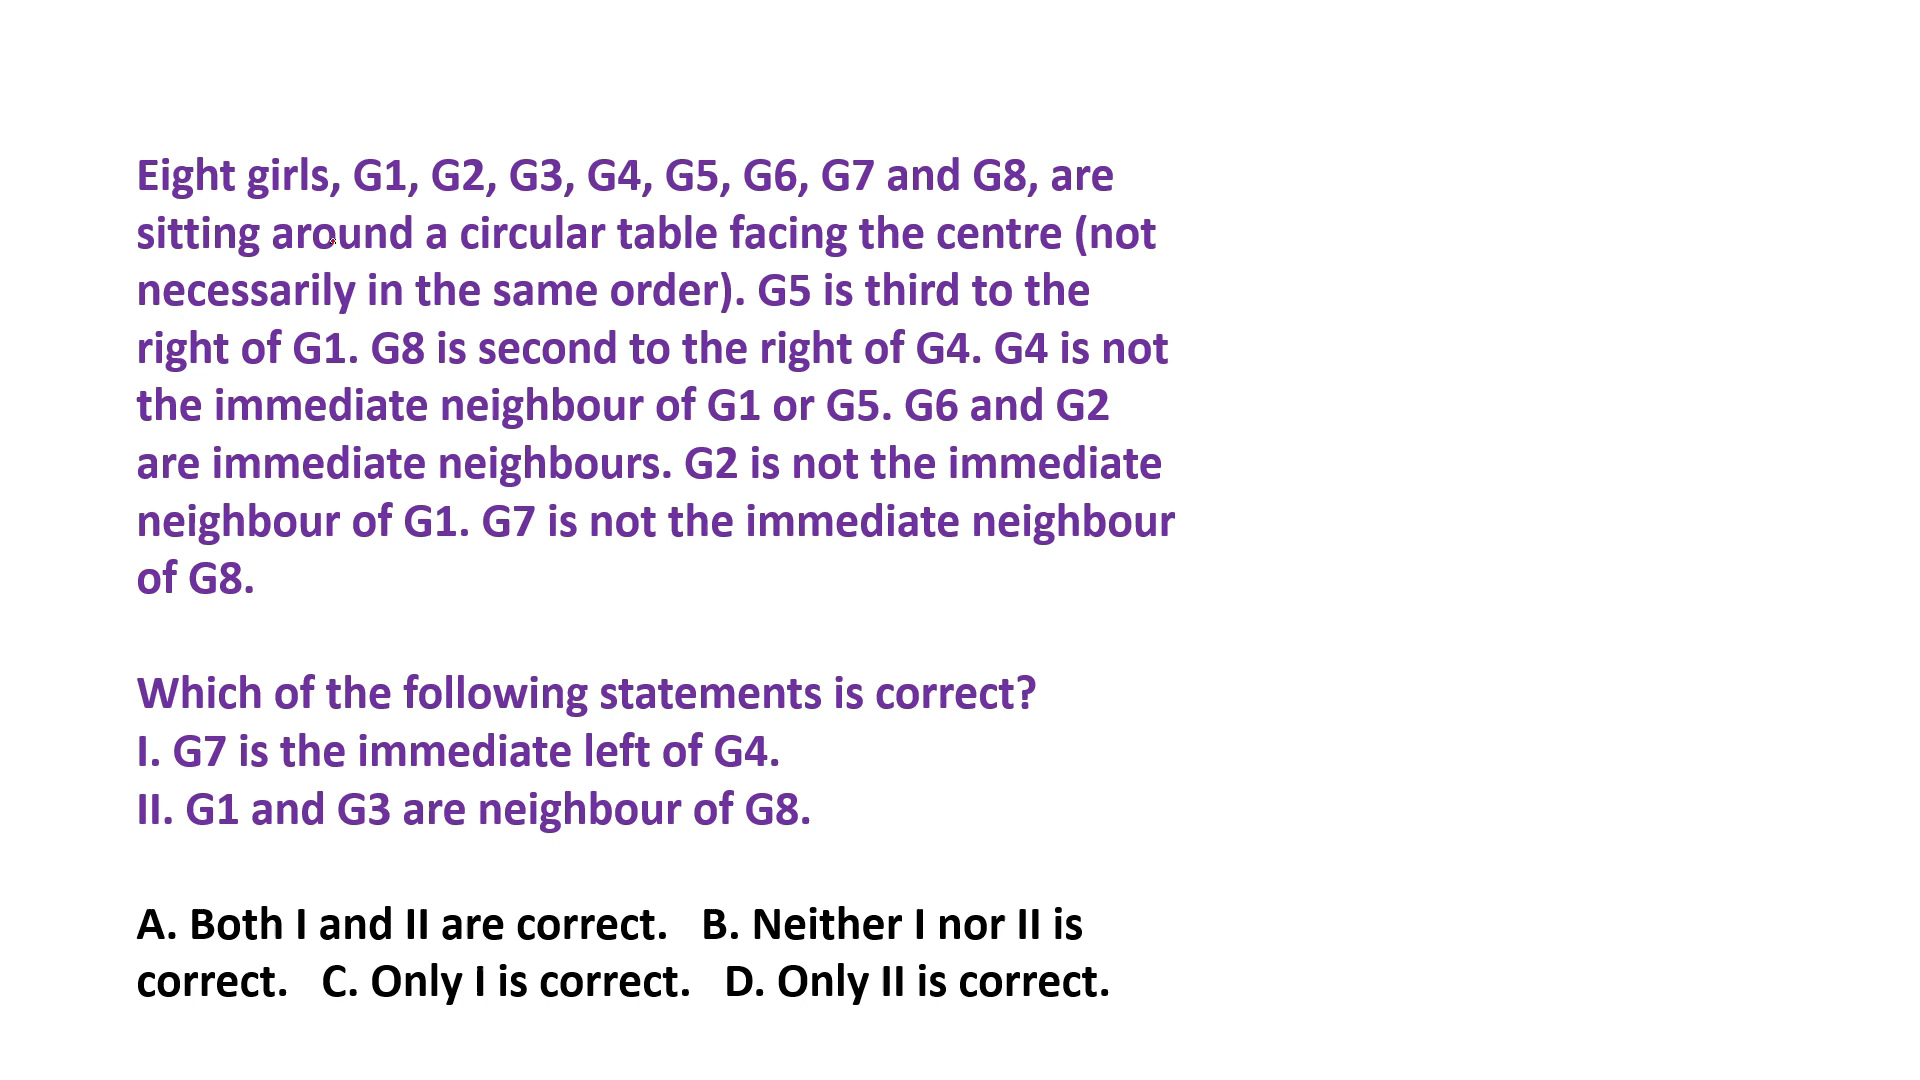 Eight girls, G1, G2, G3, G4, G5, G6, G7 and G8, are
sitting around a circular table facing the centre (not
necessarily in the same order). G5 is third to the
right of G1. G8 is second to the right of G4. G4 is not
the immediate neighbour of G1 or G5. G6 and G2
are immediate neighbours. G2 is not the immediate
neighbour of G1. G7 is not the immediate neighbour
of G8.
Which of the following statements is correct?
I. G7 is the immediate left of G4.
II. G1 and G3 are neighbour of G8.
A. Both I and II are correct.   B. Neither I nor II is
correct.   C. Only I is correct.   D. Only II is correct.